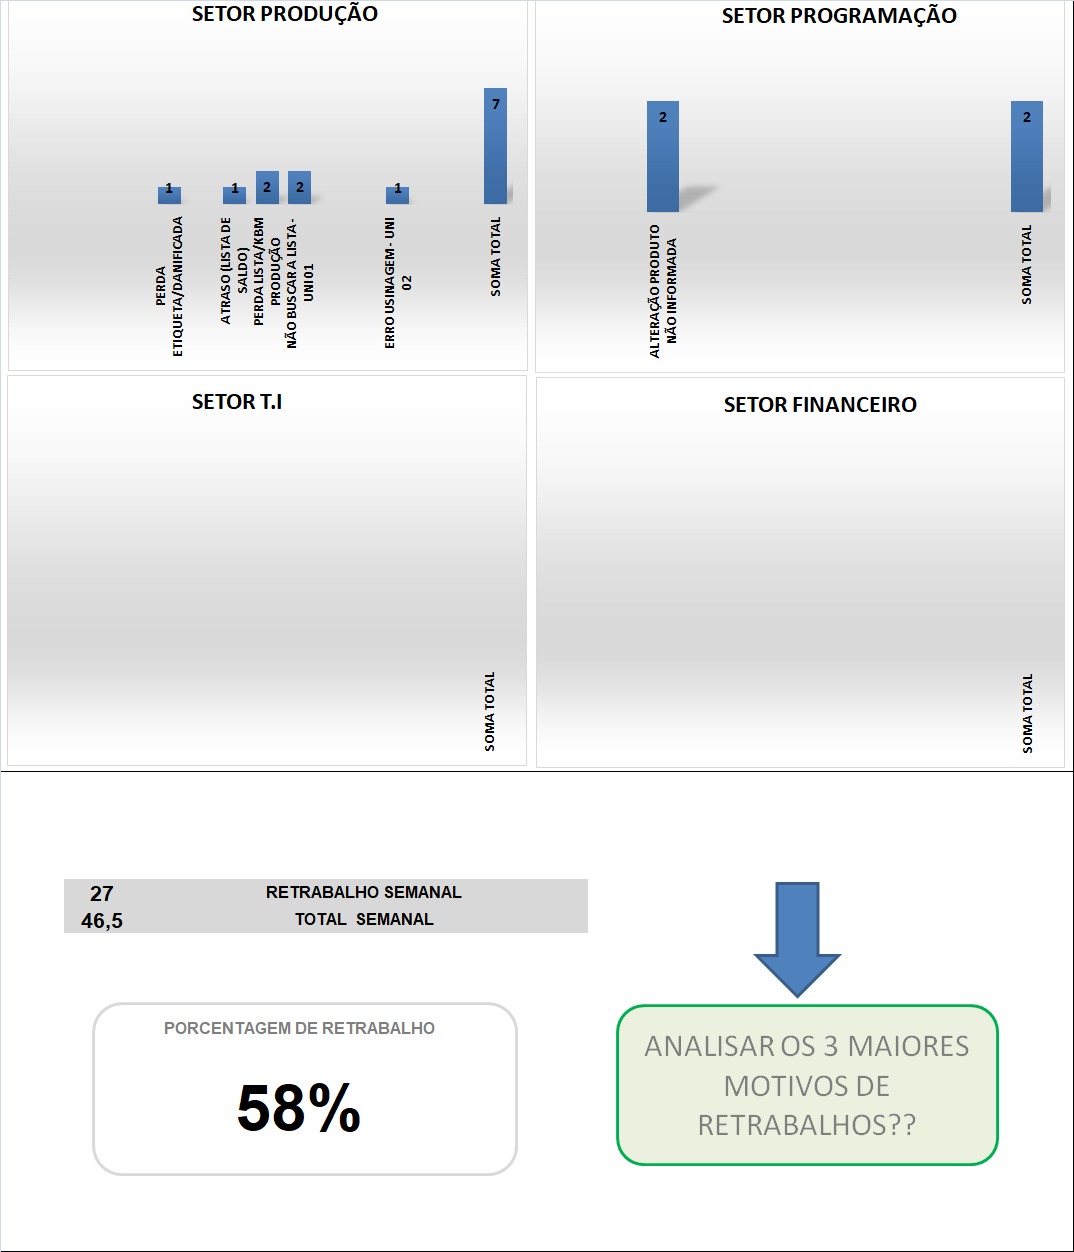 SETOR PRODUÇÃO
7
1
1
2
2
1
PERDA
ETIQUETA/DANIFICADA
ATRASO (LISTA DE
SALDO)
PERDA LISTA/KBM
PRODUÇÃO
NÃO BUSCAR A LISTA -
UNI01
ERRO USINAGEM - UNI
02
SOMA TOTAL
SETOR PROGRAMAÇÃO
2
2
ALTERAÇÃO PRODUTO
NÃO INFORMADA
SOMA TOTAL
SETOR T.I
SOMA TOTAL
SETOR FINANCEIRO
SOMA TOTAL
27 RETRABALHO SEMANAL
46,5 TOTAL SEMANAL
PORCENTAGEM DE RETRABALHO
58%
ANALISAR OS 3 MAIORES
MOTIVOS DE
RETRABALHOS??